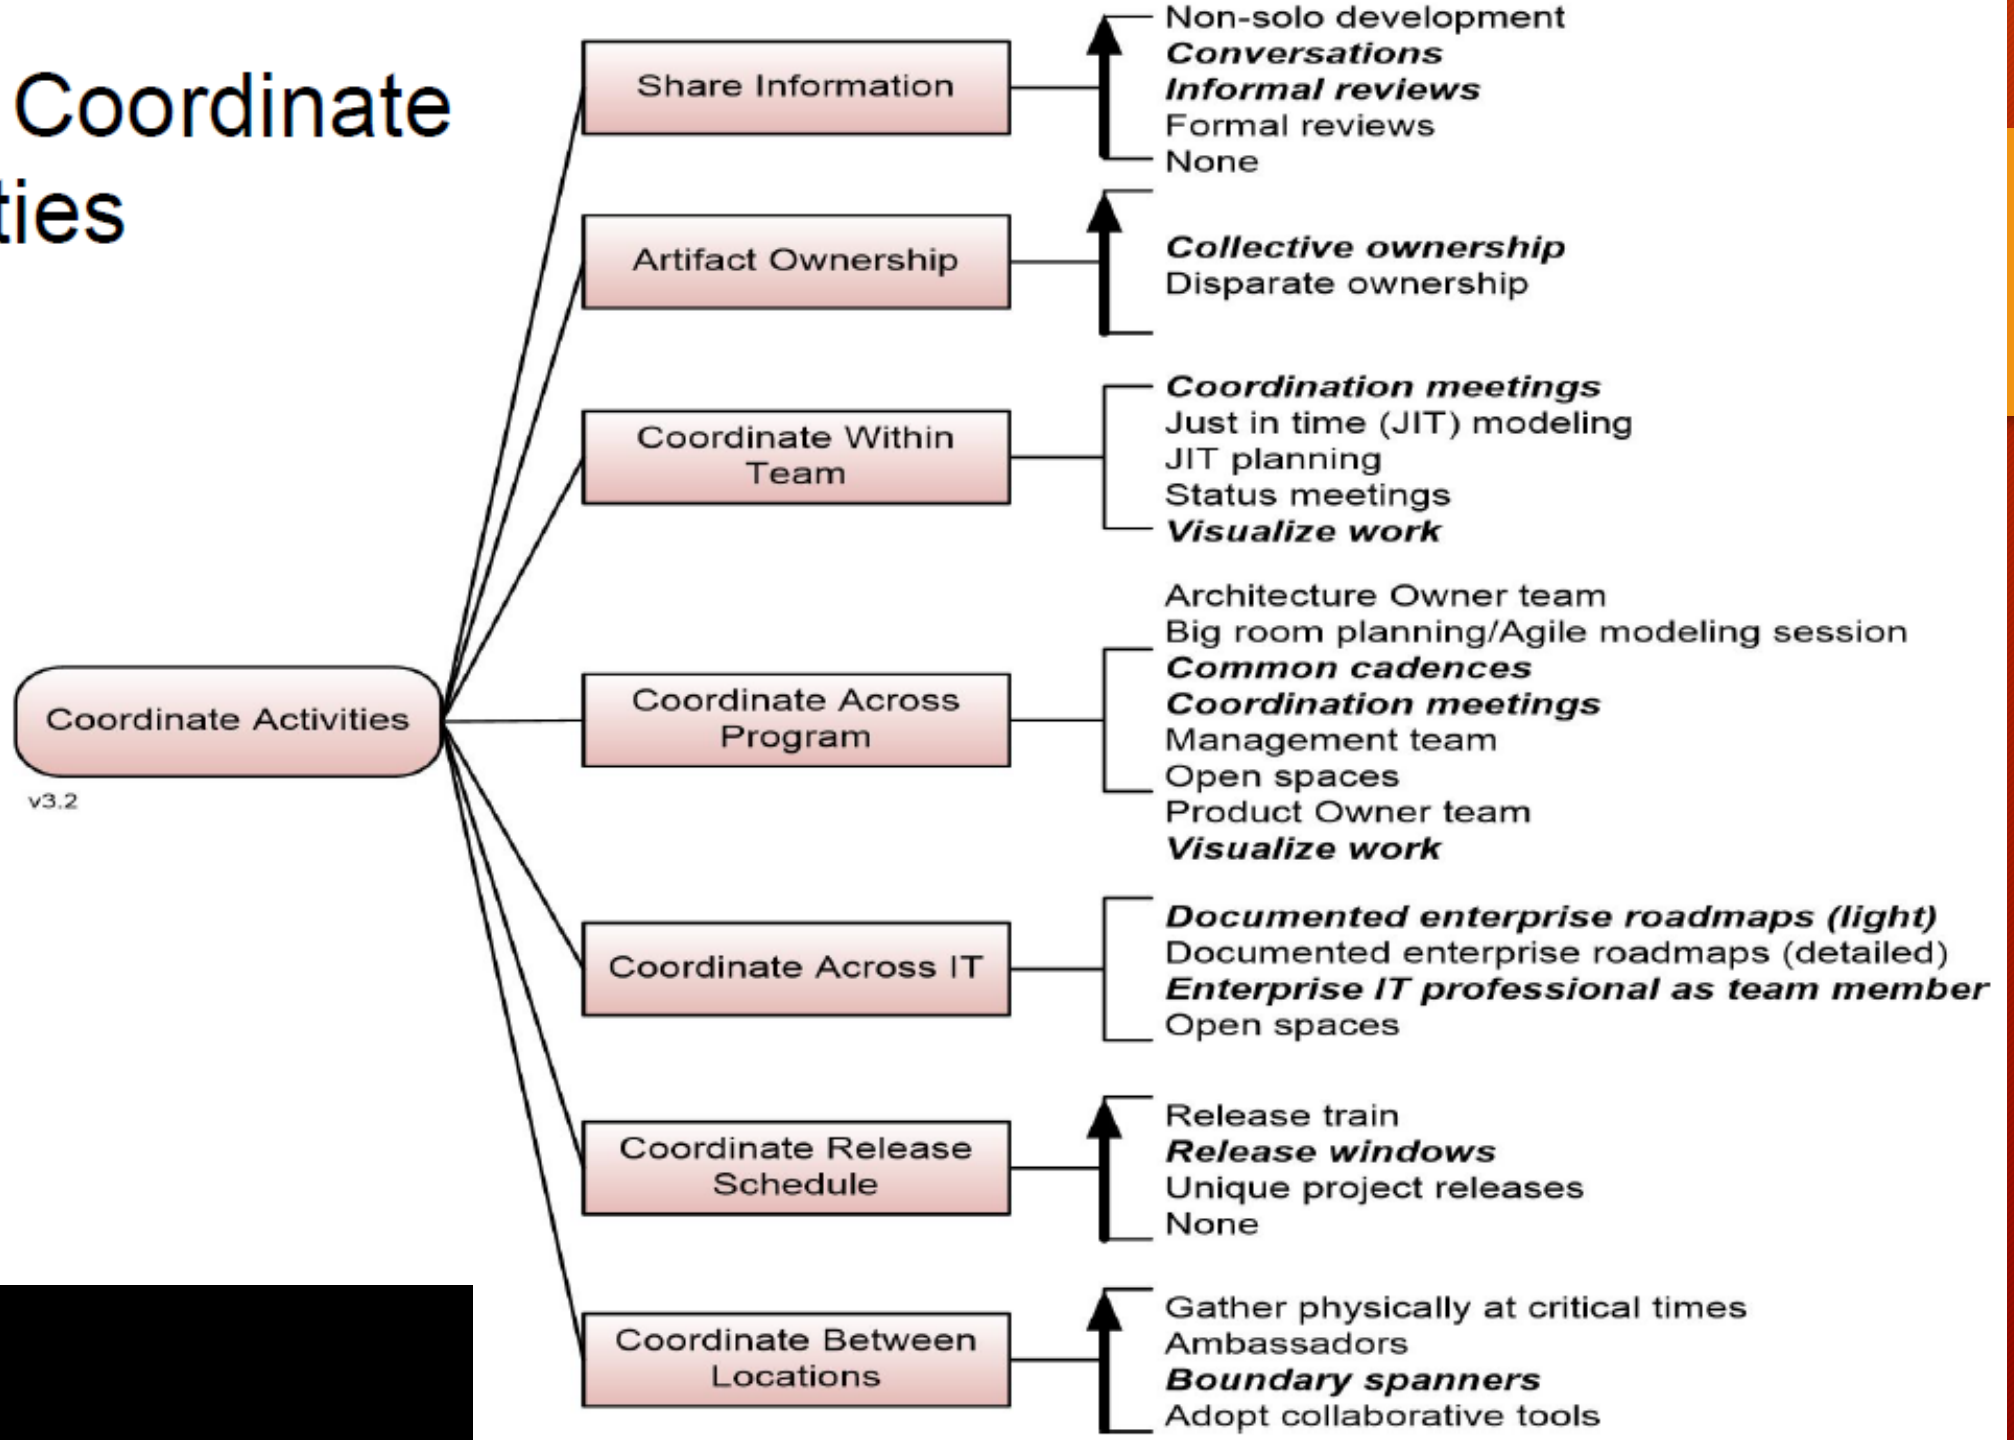 Coordinate
ties
Share Information
Non-solo development
Conversations
Informal reviews
Formal reviews
None
Artifact Ownership
Collective ownership
Disparate ownership
Coordinate Within
Team
Coordination meetings
Just in time (JIT) modeling
JIT planning
Status meetings
Visualize work
Coordinate Activities
v3.2
Coordinate Across
Program
Architecture Owner team
Big room planning/Agile modeling session
Common cadences
Coordination meetings
Management team
Open spaces
Product Owner team
Visualize work
Coordinate Across IT
Documented enterprise roadmaps (light)
Documented enterprise roadmaps (detailed)
Enterprise IT professional as team member
Open spaces
Coordinate Release
Schedule
Release train
Release windows
Unique project releases
None
Coordinate Between
Locations
Gather physically at critical times
Ambassadors
Boundary spanners
Adopt collaborative tools